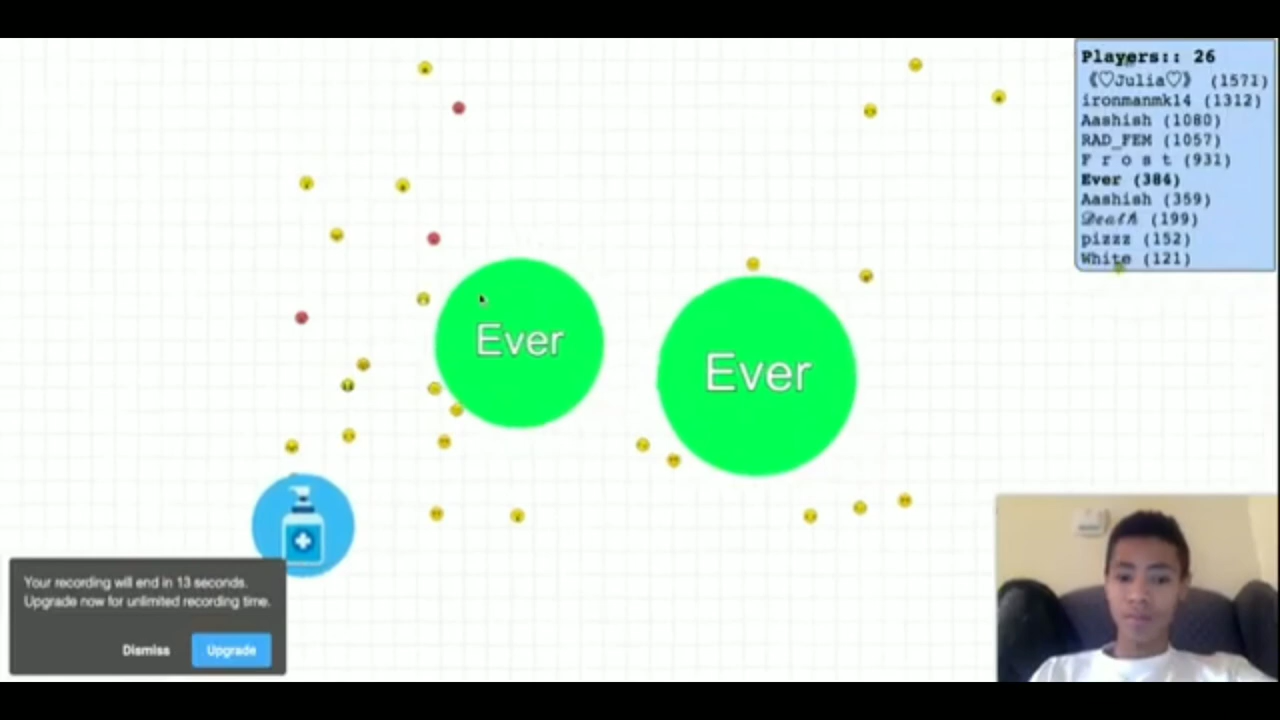 Players:: 26
《♡Julia♡》 (1571)
ironmanmk14 (1312)
Aashish (1080)
RAD_FEM (1057)
F r o s t (931)
Ever (384)
Aashish (359)
𝓓𝓮𝓪𝓽𝓱 (199)
pizzz (152)
White (121)
Ever
Ever
Your recording will end in 13 seconds.
Upgrade now for unlimited recording time.
Dismiss Upgrade